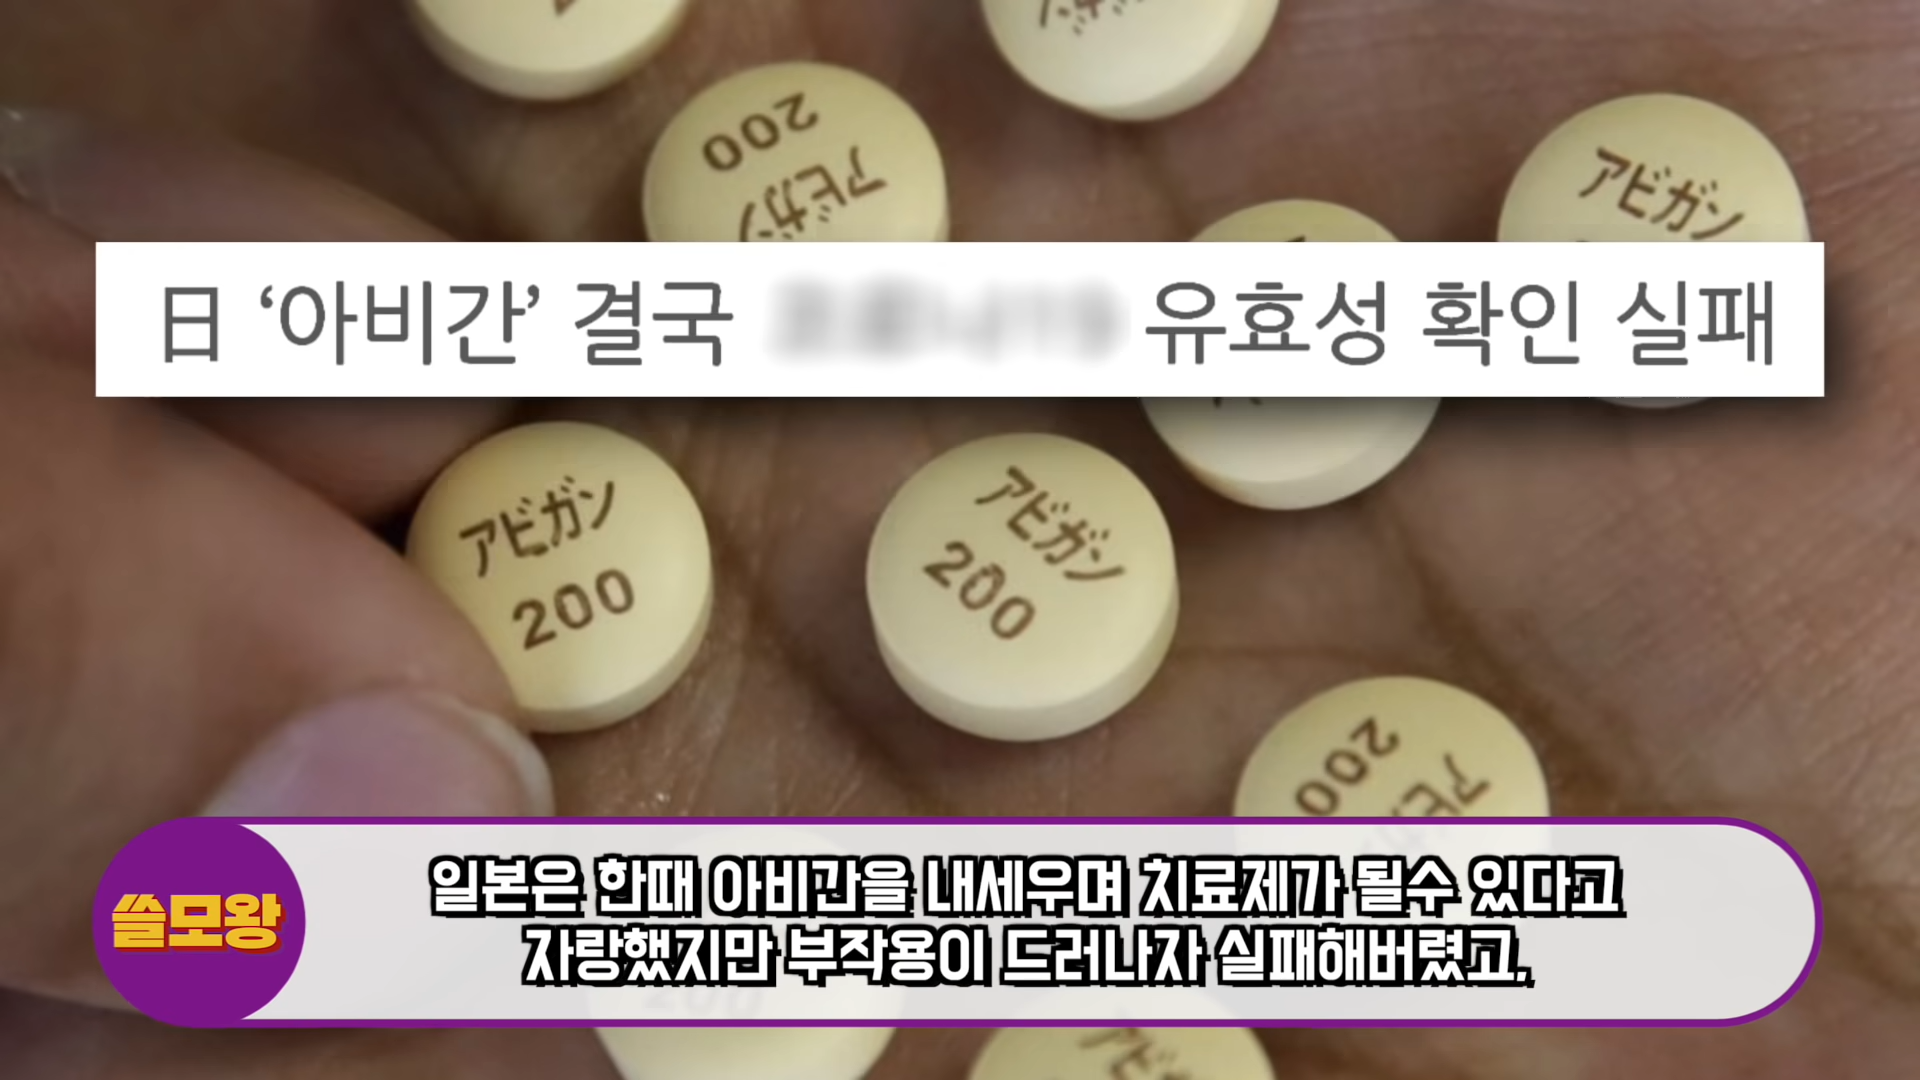 アビガン
200
アビガン
日 ‘아비간’ 결국 유효성 확인 실패
アビガン
200
アビガン
200
200
アビガン
쓸모왕
일본은 한때 아비간을 내세우며 치료제가 될수 있다고
자랑했지만 부작용이 드러나자 실패해버렸고,
200